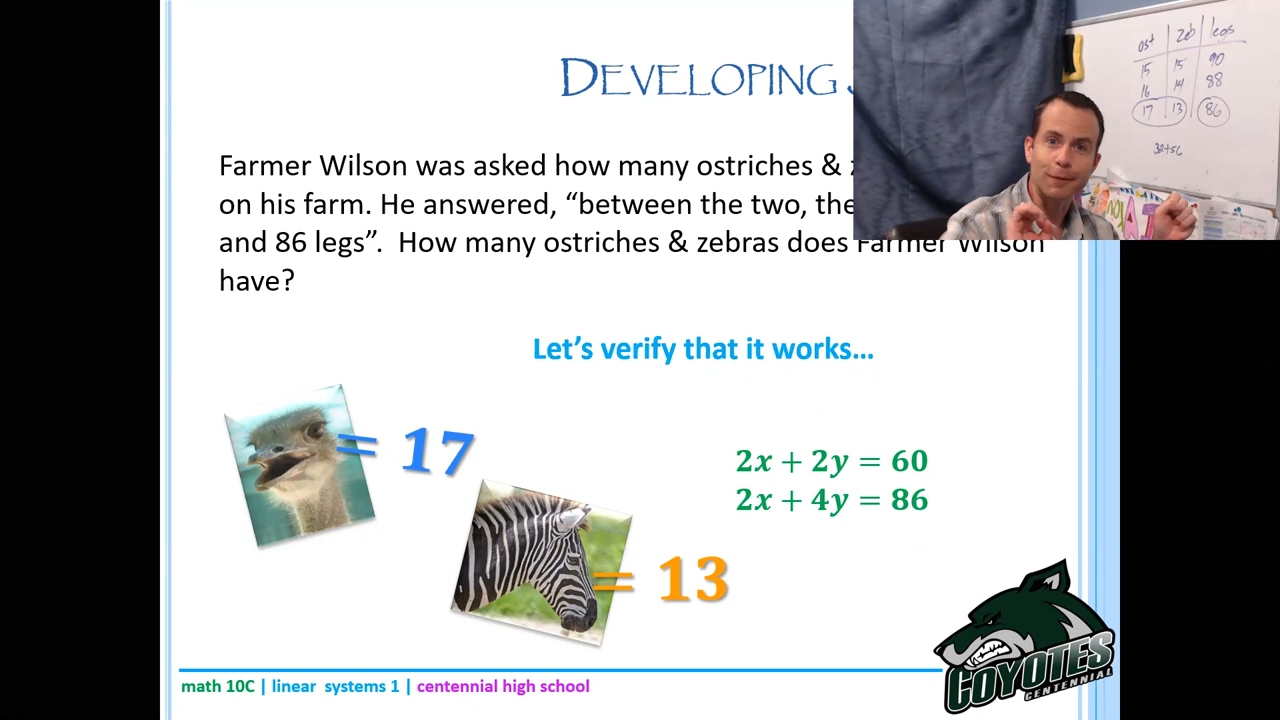 DEVELOPING
Farmer Wilson was asked how many ostriches &
on his farm. He answered, “between the two, the
and 86 legs”. How many ostriches & zebras does Farmer Wilson
have?
Let’s verify that it works...
= 17
= 13
2x + 2y = 60
2x + 4y = 86
ost Zeb legs
15 15 90
16 14 88
17 13 86
math 10C | linear systems 1 | centennial high school
COYOTES
CENTENNIAL